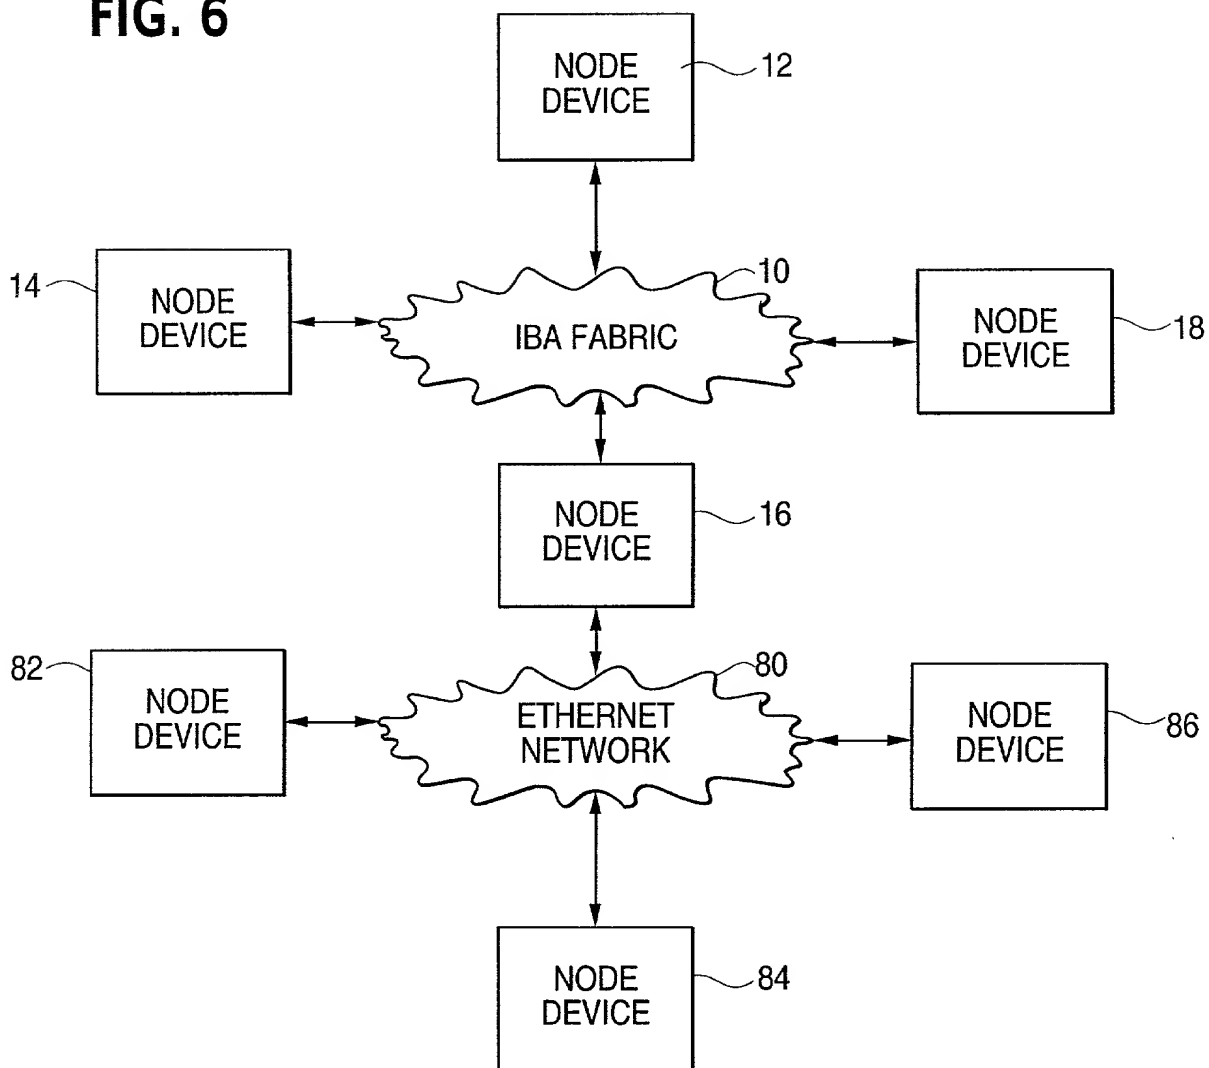 FIG. 6
NODE
DEVICE
12
14
NODE
DEVICE
10
IBA FABRIC
NODE
DEVICE
18
NODE
DEVICE
16
82
NODE
DEVICE
80
ETHERNET
NETWORK
NODE
DEVICE
86
NODE
DEVICE
84